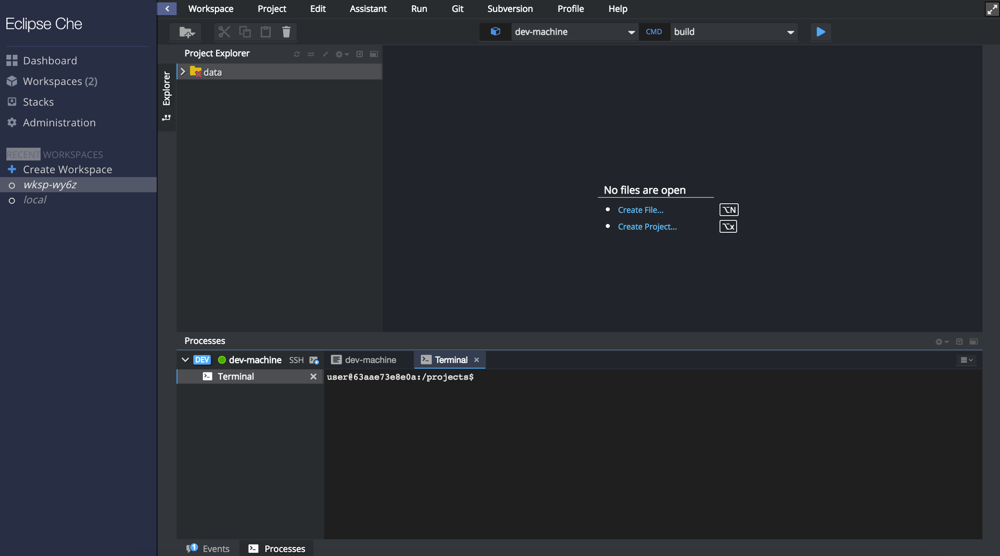 Eclipse Che
Dashboard
Workspaces (2)
Stacks
Administration
RECENT WORKSPACES
Create Workspace
wksp-wy6z
local
Workspace Project Edit Assistant Run Git Subversion Profile Help
dev-machine CMD build
Project Explorer
Explorer
data
No files are open
Create File... ⌥N
Create Project... ⌥x
Processes
DEV dev-machine SSH
Terminal
dev-machine Terminal
user@63aae73e8e0a:/projects$
1 Events Processes